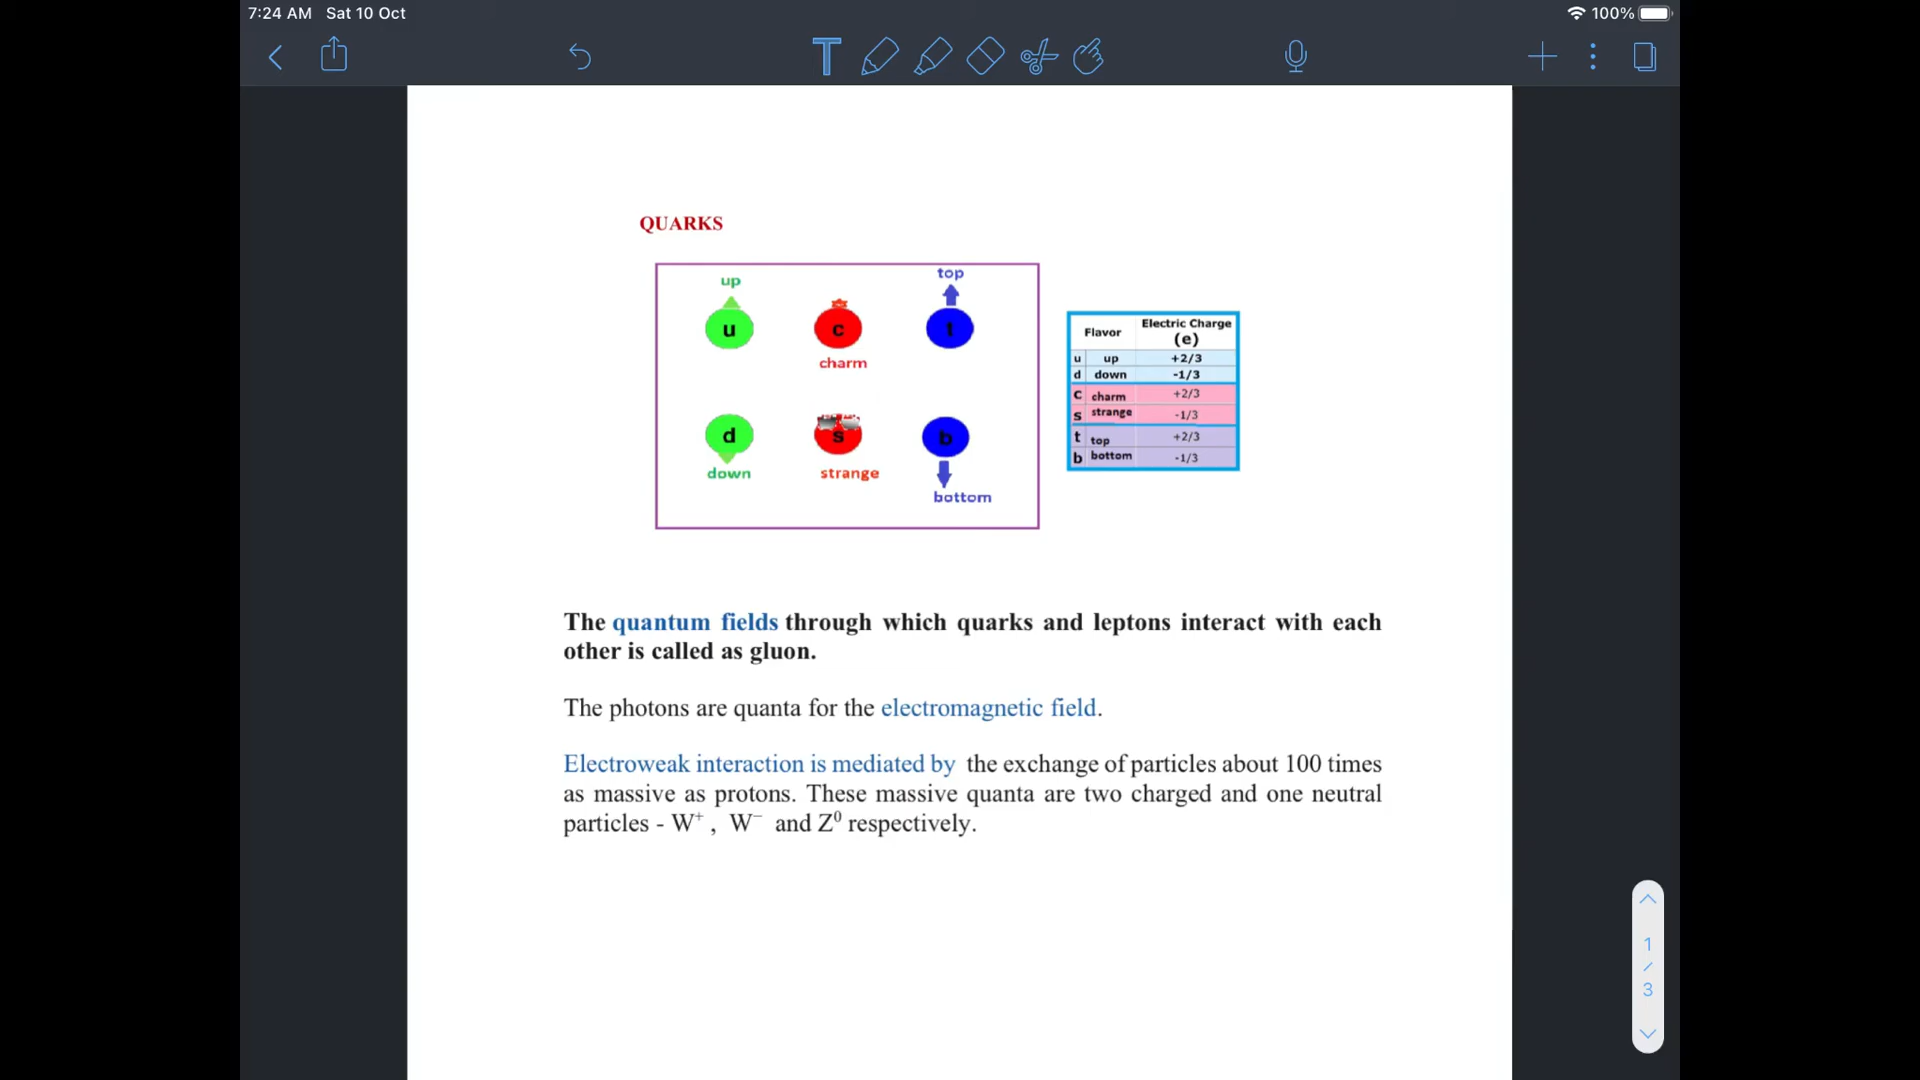 7:24 AM Sat 10 Oct
100%
T
QUARKS
up
top
u
c
t
charm
d
s
b
down
strange
bottom
Flavor Electric Charge (e)
u up +2/3
d down -1/3
c charm +2/3
s strange -1/3
t top +2/3
b bottom -1/3
The quantum fields through which quarks and leptons interact with each
other is called as gluon.
The photons are quanta for the electromagnetic field.
Electroweak interaction is mediated by the exchange of particles about 100 times
as massive as protons. These massive quanta are two charged and one neutral
particles - W⁺ , W⁻ and Z⁰ respectively.
1
/
3